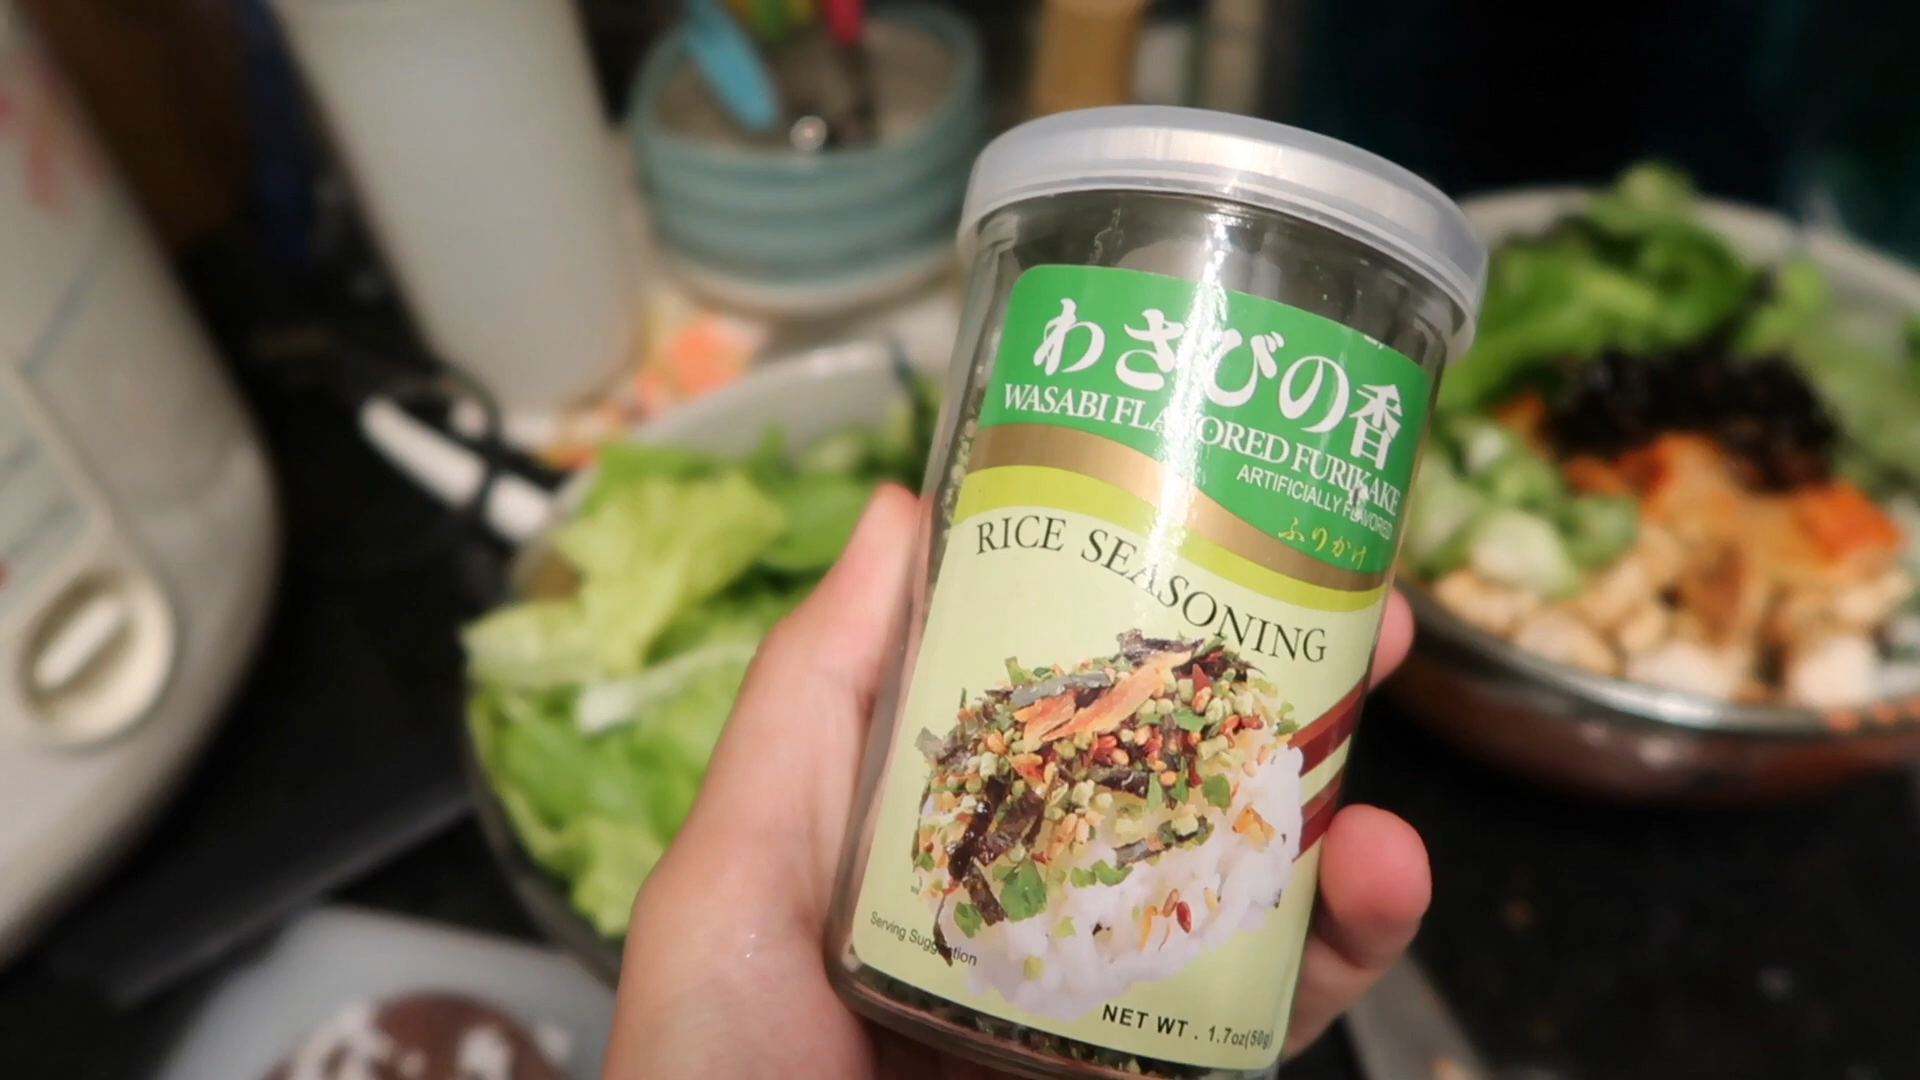 わさびの香
WASABI FLAVORED FURIKAKE
ARTIFICIALLY FLAVORED
ふりかけ
RICE SEASONING
Serving Suggestion
NET WT. 1.7oz(50g)